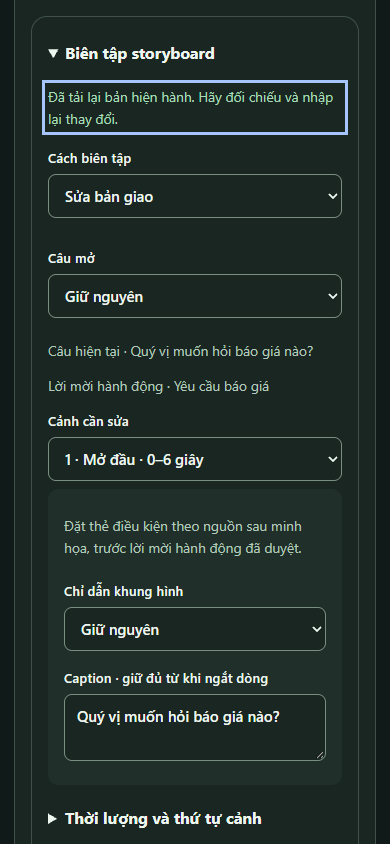 Biên tập storyboard
Đã tải lại bản hiện hành. Hãy đối chiếu và nhập
lại thay đổi.
Cách biên tập
Sửa bản giao
Câu mở
Giữ nguyên
Câu hiện tại · Quý vị muốn hỏi báo giá nào?
Lời mời hành động · Yêu cầu báo giá
Cảnh cần sửa
1 · Mở đầu · 0–6 giây
Đặt thẻ điều kiện theo nguồn sau minh
họa, trước lời mời hành động đã duyệt.
Chỉ dẫn khung hình
Giữ nguyên
Caption · giữ đủ từ khi ngắt dòng
Quý vị muốn hỏi báo giá nào?
Thời lượng và thứ tự cảnh